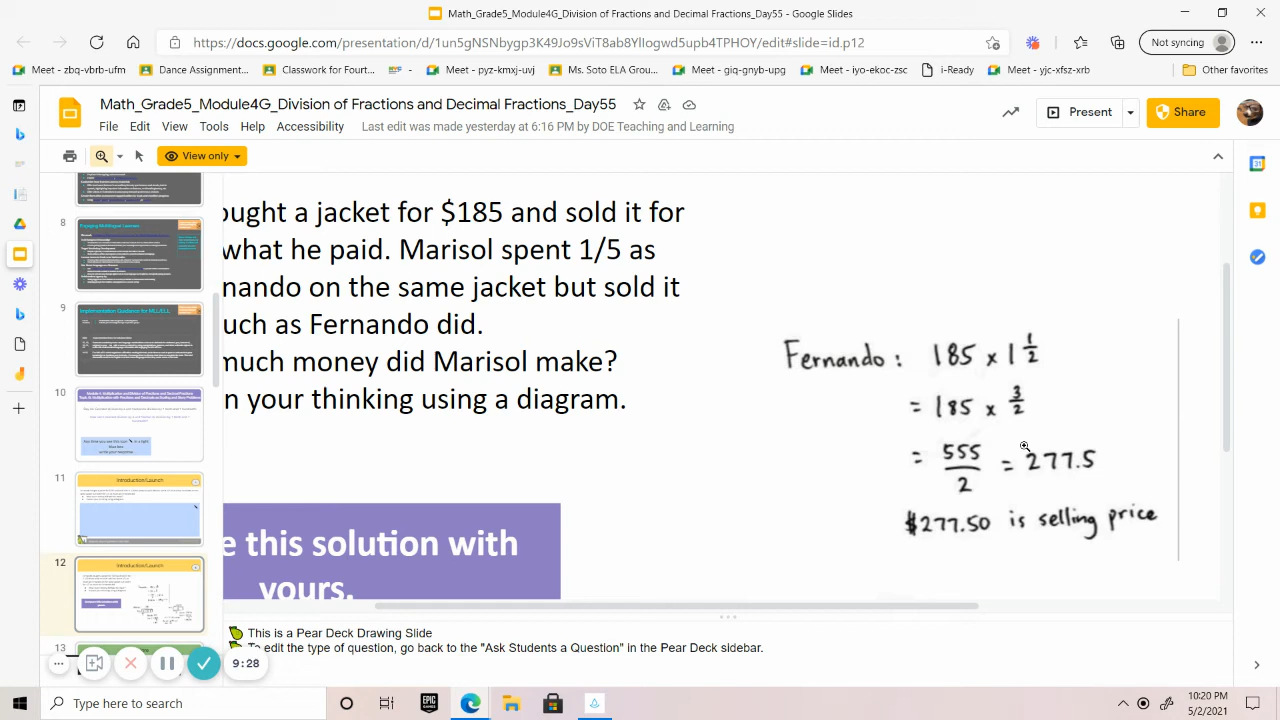 Math_Grade5_Module4G_Division of Fractions and Decimal Fractions_Day55 - Google Slides
https://docs.google.com/presentation/d/1un5gNSNbygp3K49Jo9sViT8ab8YIlogwd5upb4TPHOY/edit#slide=id.p12
Not syncing
Meet - zbq-vbrb-ufm
Dance Assignment...
Classwork for Fourt...
Meet - pyz-kmxj-uvj
Ms. Soto ELA Grou...
Meet - giq-gnyb-upg
Meet - iyo-ekoc-zsc
i-Ready
Meet - yjc-xfsz-xrb
Other favorites
Math_Grade5_Module4G_Division of Fractions and Decimal Fractions_Day55
Present
Share
File Edit View Tools Help Accessibility Last edit was made yesterday at 6:16 PM by DOE Teaching and Learning
View only
8
Engaging Multilingual Learners
9
Implementation Guidance for MLL/ELL
10
11
Introduction/Launch
12
Introduction/Launch
13
ought a jacket for $185 and sold it for
what he paid. Marisol spent 1/5 as
nando on the same jacket but sold it
uch as Fernando did.
much money did Marisol make?
n your thinking using a diagram.
e this solution with
yours.
Fernando: 185 x 1 1/2
= 185 x 3/2
= 555/2 = 277.5
$277.50 is selling price
This is a Pear Deck Drawing Slide
To edit the type of question, go back to the "Ask Students a Question" in the Pear Deck sidebar.
9:28
Type here to search
EPIC GAMES
10:20 PM
5/2/2021